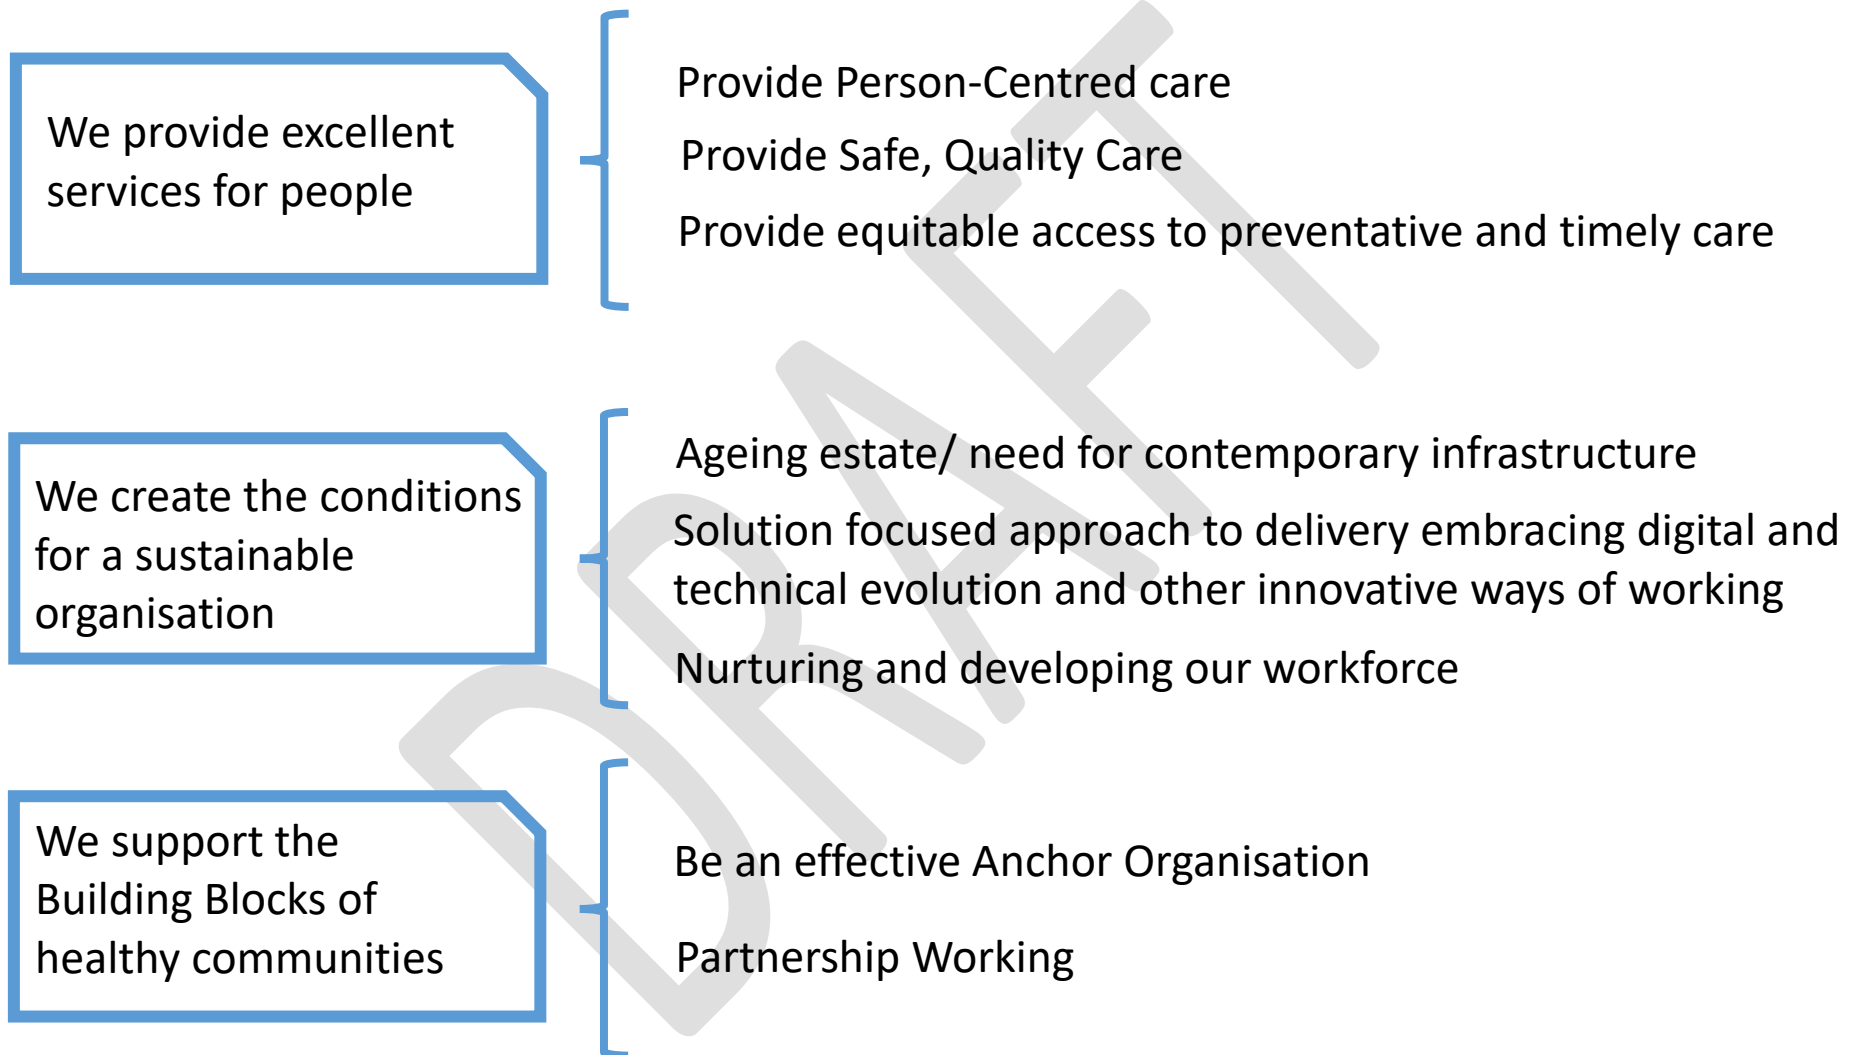 We provide excellent
services for people
Provide Person-Centred care
Provide Safe, Quality Care
Provide equitable access to preventative and timely care
We create the conditions
for a sustainable
organisation
Ageing estate/ need for contemporary infrastructure
Solution focused approach to delivery embracing digital and
technical evolution and other innovative ways of working
Nurturing and developing our workforce
We support the
Building Blocks of
healthy communities
Be an effective Anchor Organisation
Partnership Working
DRAFT